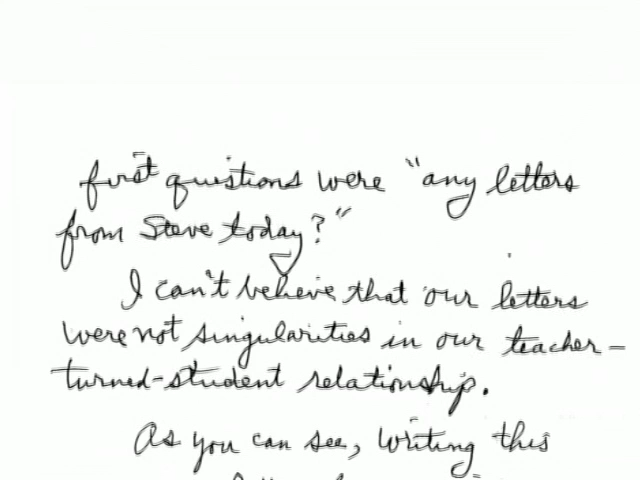 first questions were "any letters
from Steve today?"
I can't believe that our letters
were not singularities in our teacher-
turned-student relationship.
As you can see, writing this